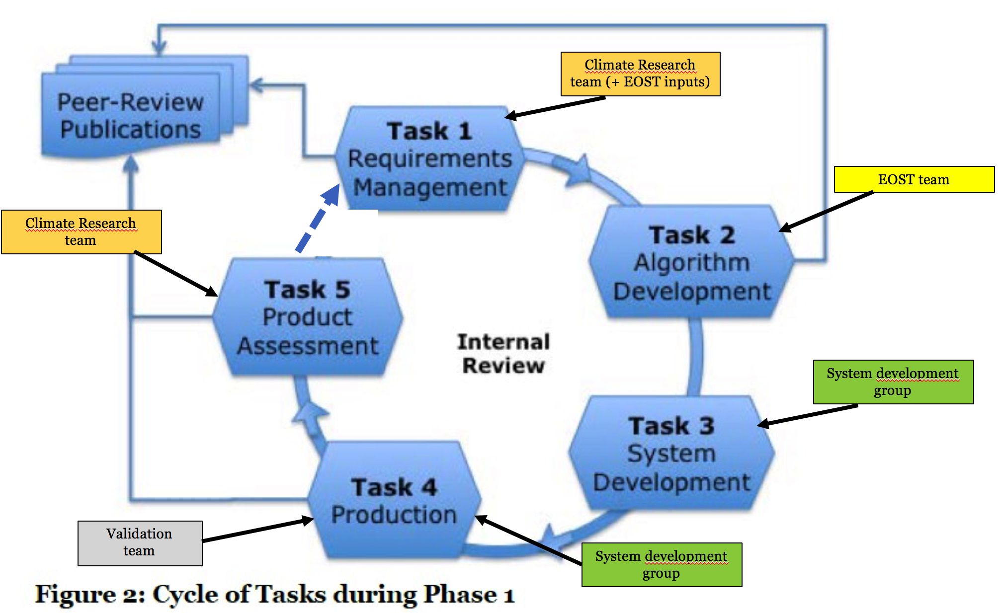 Climate Research
team (+ EOST inputs)
Peer-Review
Publications
Task 1
Requirements
Management
EOST team
Climate Research
team
Task 2
Algorithm
Development
Task 5
Product
Assessment
Internal
Review
System development
group
Task 3
System
Development
Task 4
Production
Validation
team
System development
group
Figure 2: Cycle of Tasks during Phase 1